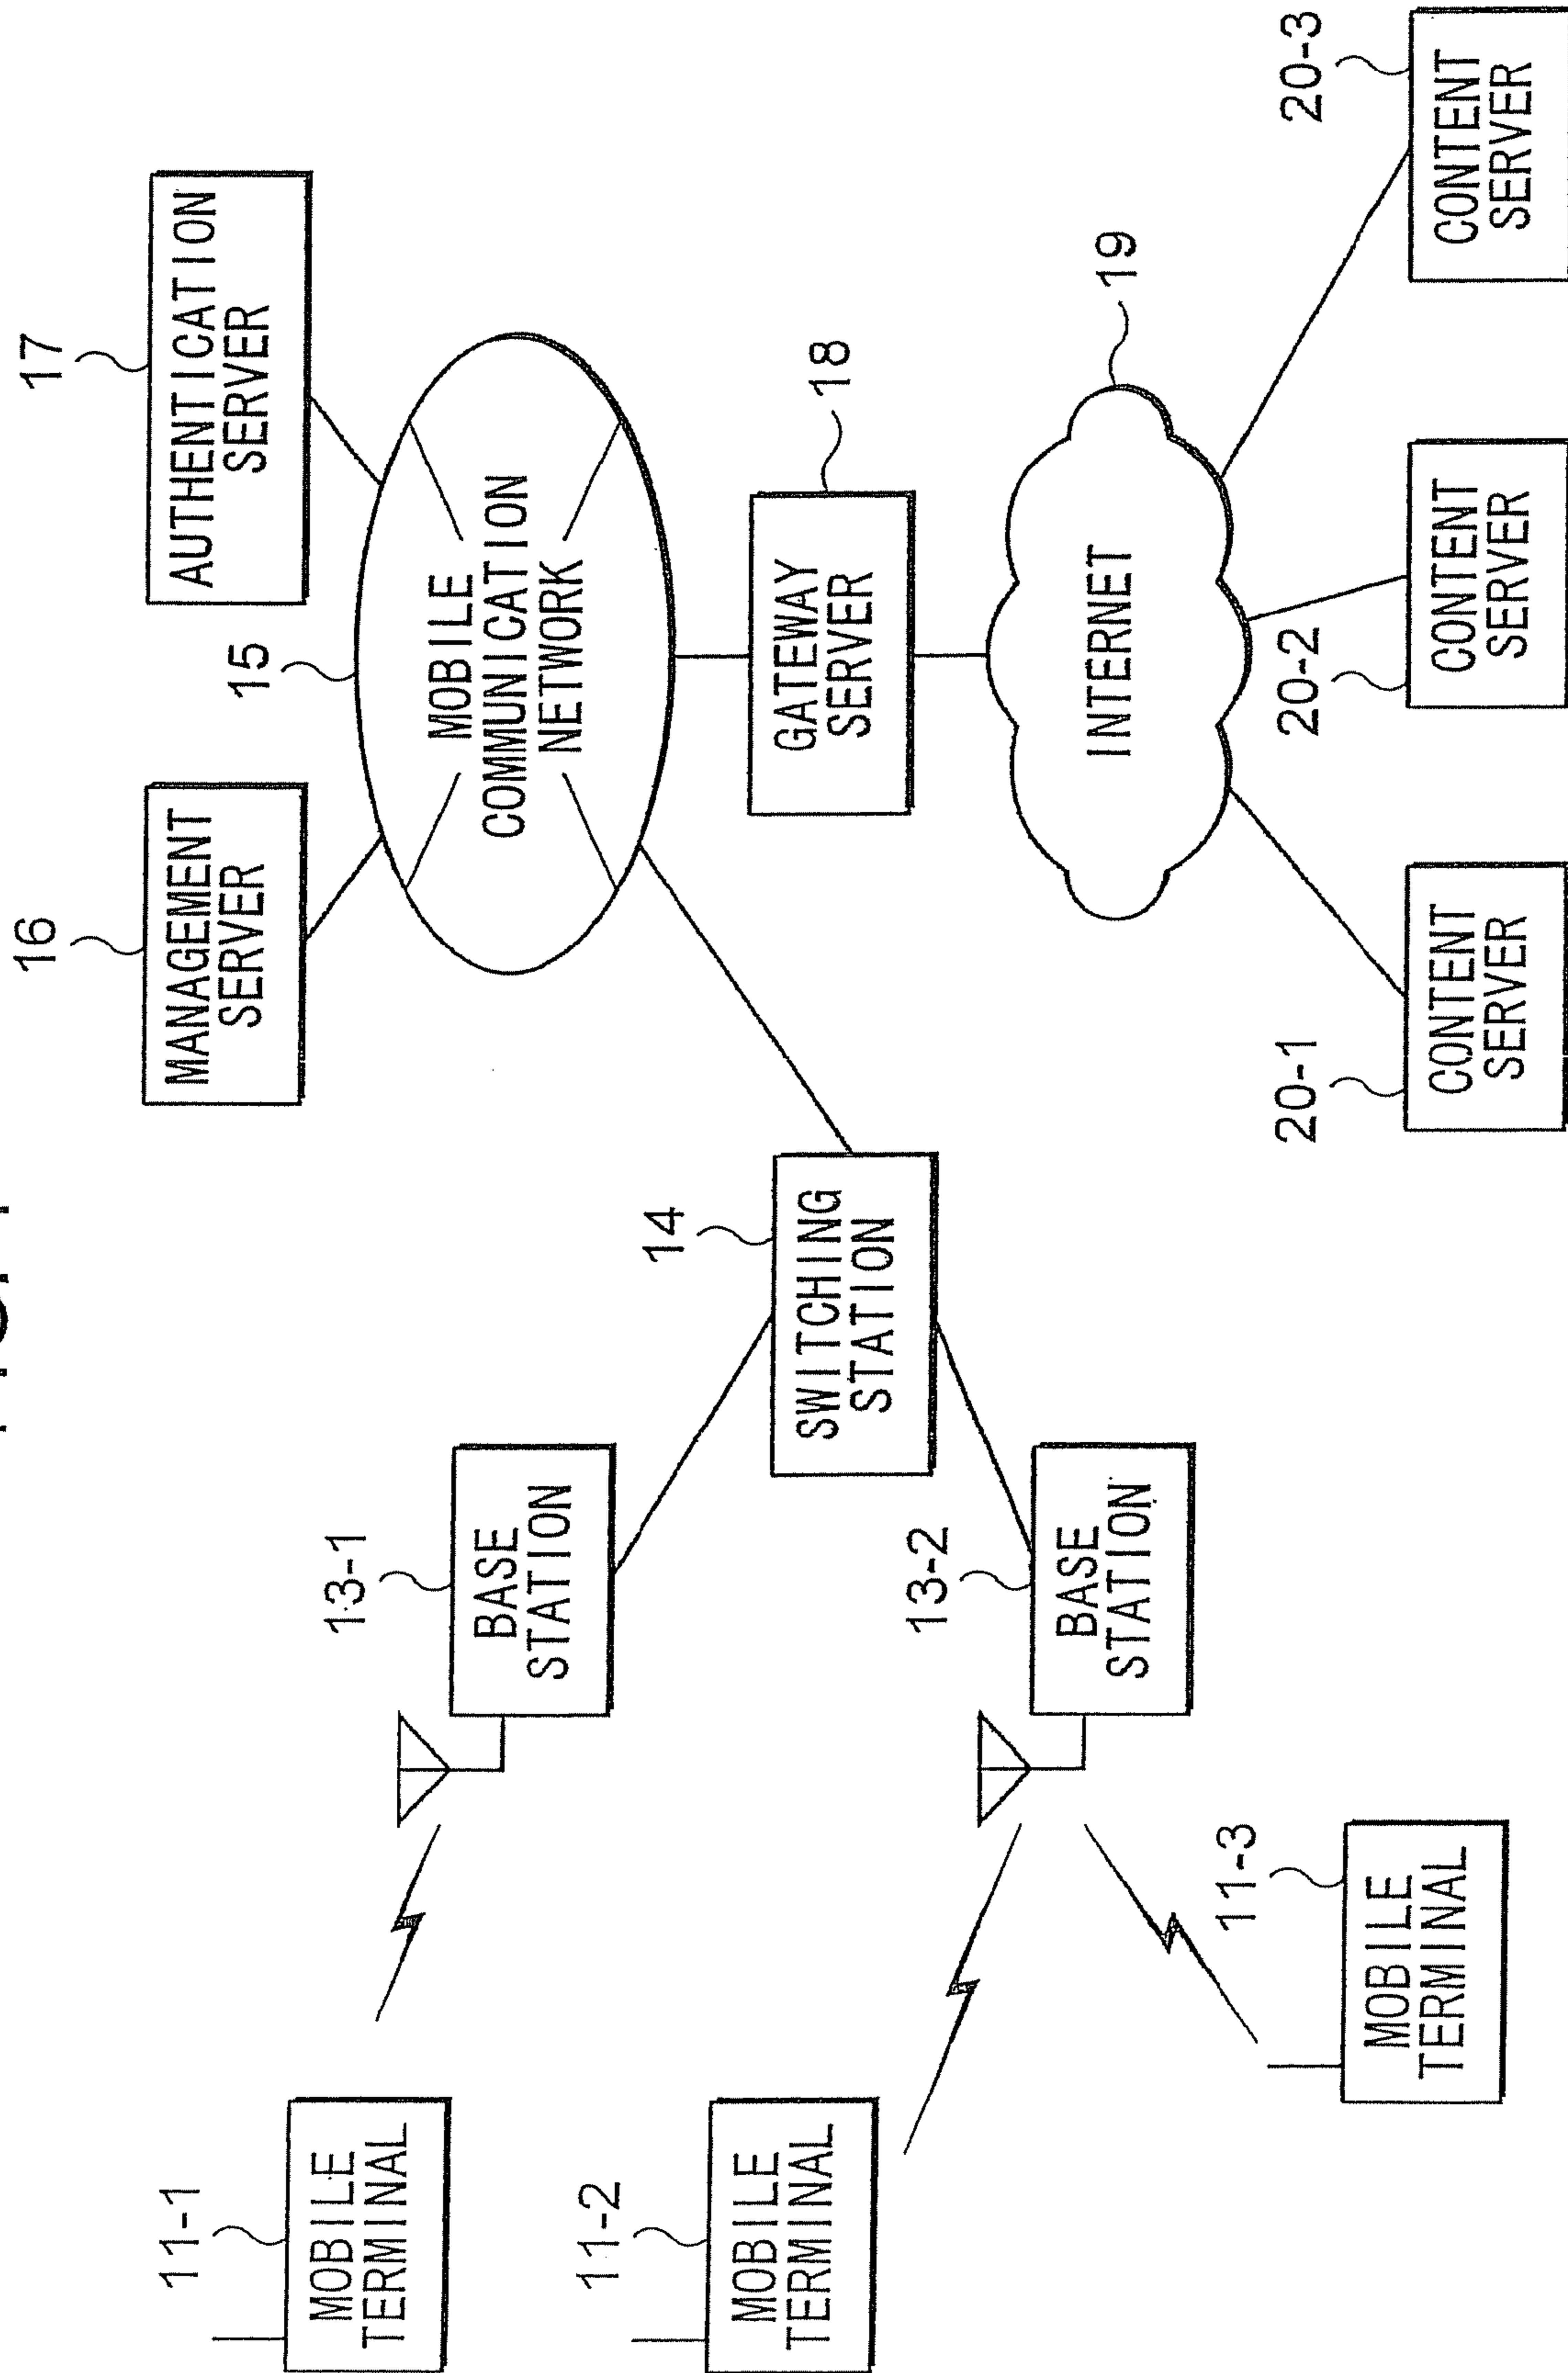 17
AUTHENTICATION
SERVER
16
MANAGEMENT
SERVER
15
MOBILE
COMMUNICATION
NETWORK
18
GATEWAY
SERVER
19
INTERNET
20-1
CONTENT
SERVER
20-2
CONTENT
SERVER
20-3
CONTENT
SERVER
14
SWITCHING
STATION
13-1
BASE
STATION
13-2
BASE
STATION
11-1
MOBILE
TERMINAL
11-2
MOBILE
TERMINAL
11-3
MOBILE
TERMINAL